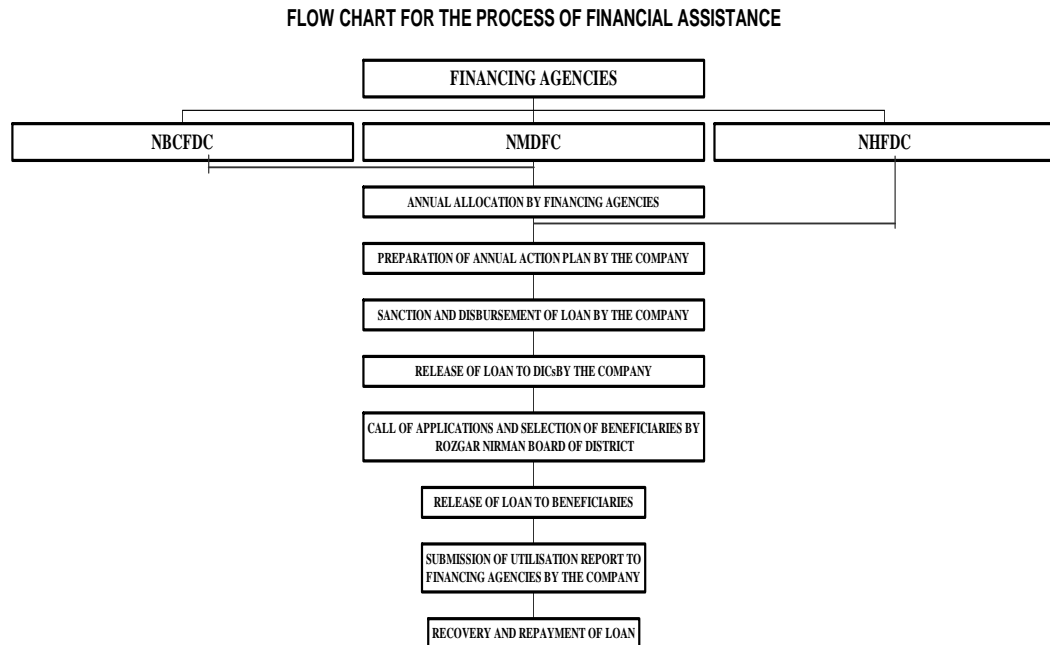 FLOW CHART FOR THE PROCESS OF FINANCIAL ASSISTANCE
FINANCING AGENCIES
NBCFDC
NMDFC
NHFDC
ANNUAL ALLOCATION BY FINANCING AGENCIES
PREPARATION OF ANNUAL ACTION PLAN BY THE COMPANY
SANCTION AND DISBURSEMENT OF LOAN BY THE COMPANY
RELEASE OF LOAN TO DICsBY THE COMPANY
CALL OF APPLICATIONS AND SELECTION OF BENEFICIARIES BY
ROZGAR NIRMAN BOARD OF DISTRICT
RELEASE OF LOAN TO BENEFICIARIES
SUBMISSION OF UTILISATION REPORT TO
FINANCING AGENCIES BY THE COMPANY
RECOVERY AND REPAYMENT OF LOAN